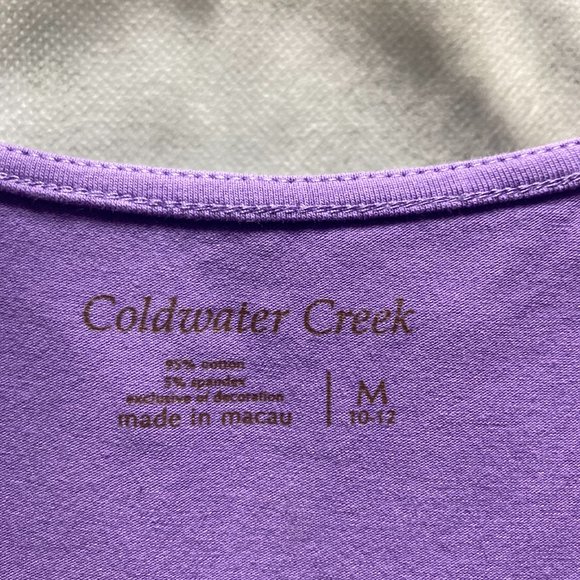 Coldwater Creek
95% cotton
5% spandex
exclusive of decoration
made in macau
M
10-12